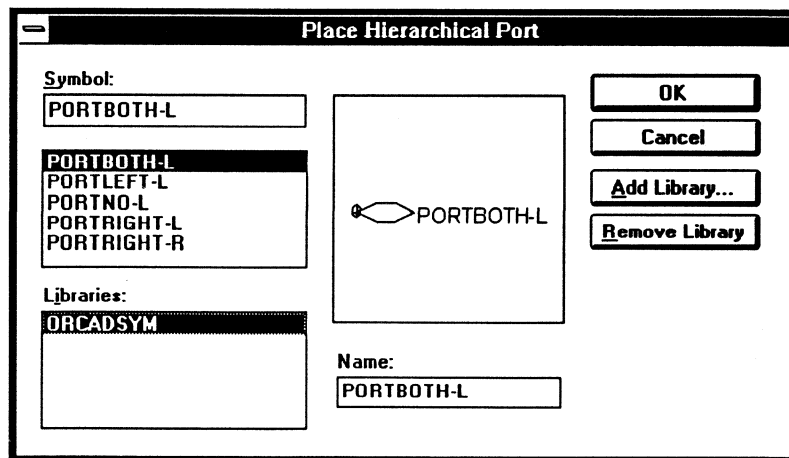 Place Hierarchical Port
Symbol:
PORTBOTH-L
PORTBOTH-L
PORTLEFT-L
PORTNO-L
PORTRIGHT-L
PORTRIGHT-R
Libraries:
ORCADSYM
PORTBOTH-L
Name:
PORTBOTH-L
OK
Cancel
Add Library...
Remove Library